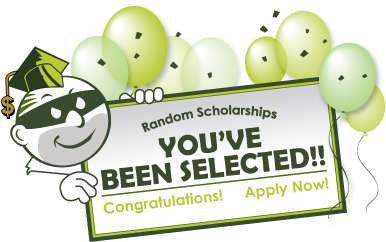 Random Scholarships
YOU'VE
BEEN SELECTED!!
Congratulations! Apply Now!
$